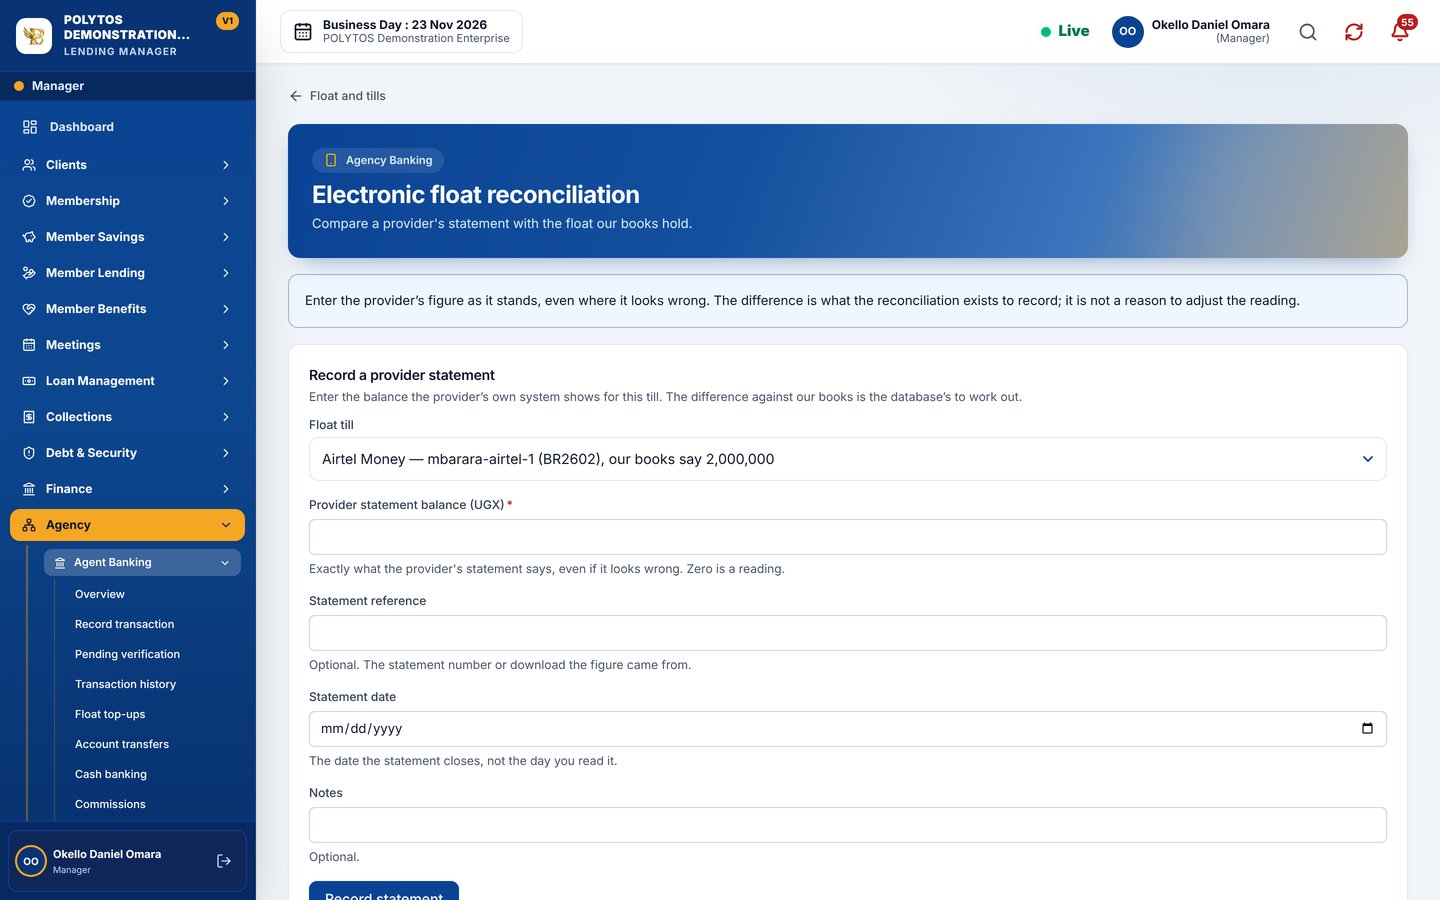 POLYTOS
DEMONSTRATION...
LENDING MANAGER
V1
Manager
Dashboard
Clients
Membership
Member Savings
Member Lending
Member Benefits
Meetings
Loan Management
Collections
Debt & Security
Finance
Agency
Agent Banking
Overview
Record transaction
Pending verification
Transaction history
Float top-ups
Account transfers
Cash banking
Commissions
OO
Okello Daniel Omara
Manager
Business Day : 23 Nov 2026
POLYTOS Demonstration Enterprise
Live
OO
Okello Daniel Omara
(Manager)
55
Float and tills
Agency Banking
Electronic float reconciliation
Compare a provider's statement with the float our books hold.
Enter the provider’s figure as it stands, even where it looks wrong. The difference is what the reconciliation exists to record; it is not a reason to adjust the reading.
Record a provider statement
Enter the balance the provider’s own system shows for this till. The difference against our books is the database’s to work out.
Float till
Airtel Money — mbarara-airtel-1 (BR2602), our books say 2,000,000
Provider statement balance (UGX) *
Exactly what the provider's statement says, even if it looks wrong. Zero is a reading.
Statement reference
Optional. The statement number or download the figure came from.
Statement date
mm/dd/yyyy
The date the statement closes, not the day you read it.
Notes
Optional.
Record statement